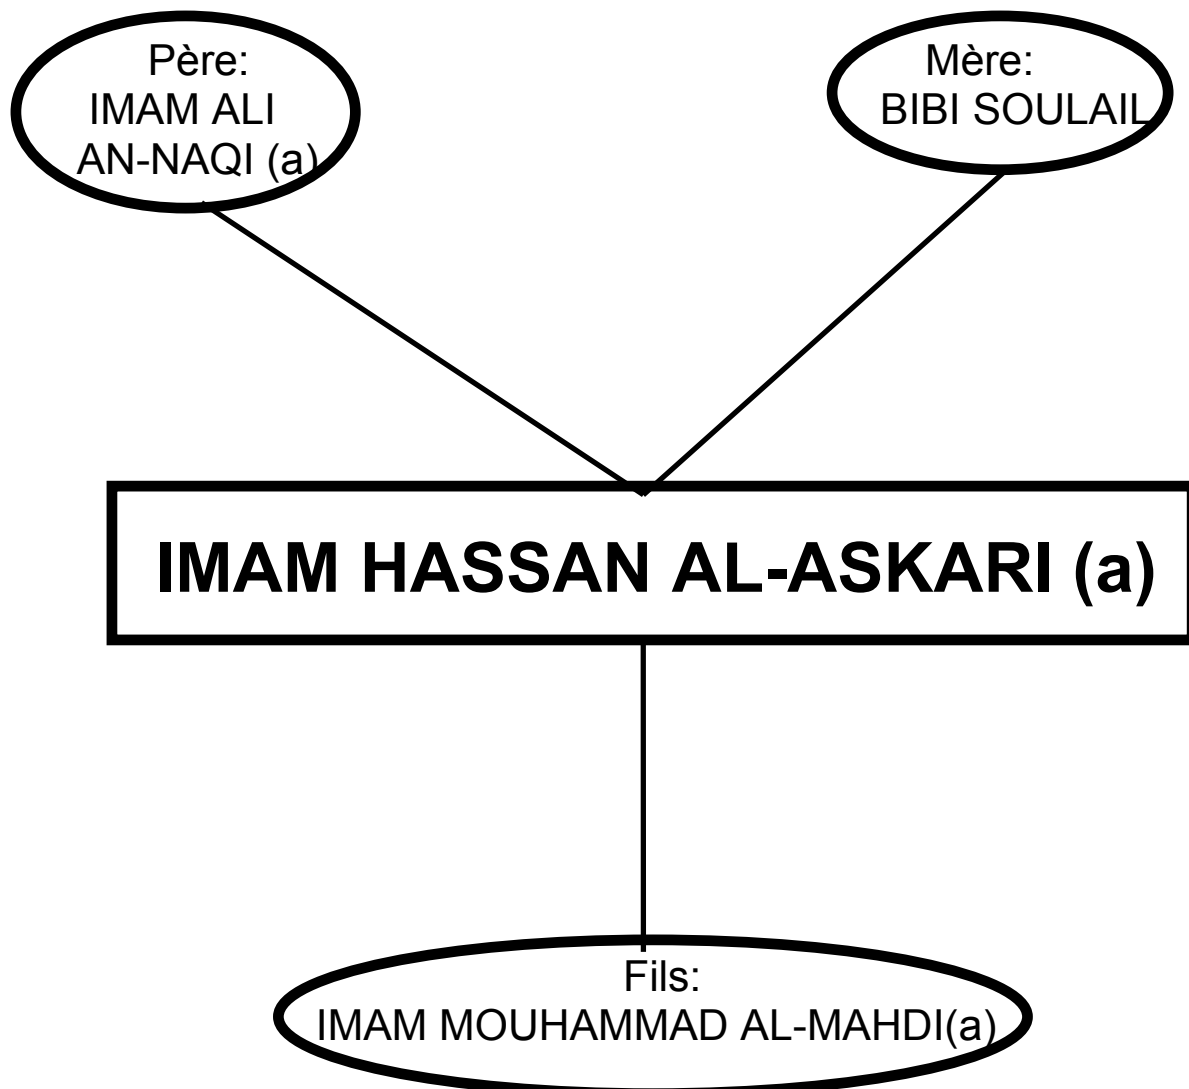 Père:
IMAM ALI
AN-NAQI (a)
Mère:
BIBI SOULAIL
IMAM HASSAN AL-ASKARI (a)
Fils:
IMAM MOUHAMMAD AL-MAHDI(a)